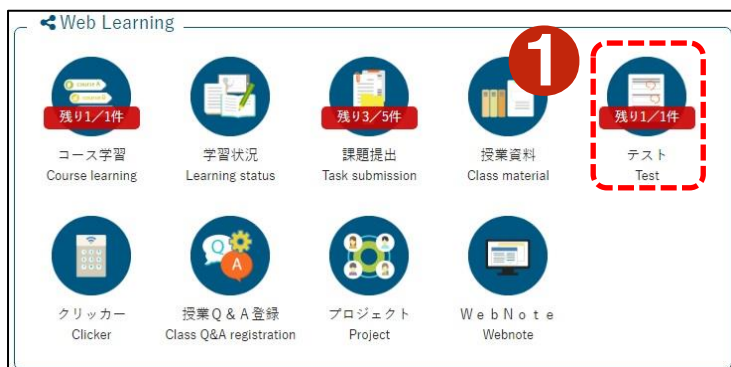 Web Learning
1
残り1／1件
残り3／5件
残り1／1件
コース学習
学習状況
課題提出
授業資料
テスト
Course learning
Learning status
Task submission
Class material
Test
Q
A
クリッカー
授業Q & A登録
プロジェクト
WebNote
Clicker
Class Q&A registration
Project
Webnote